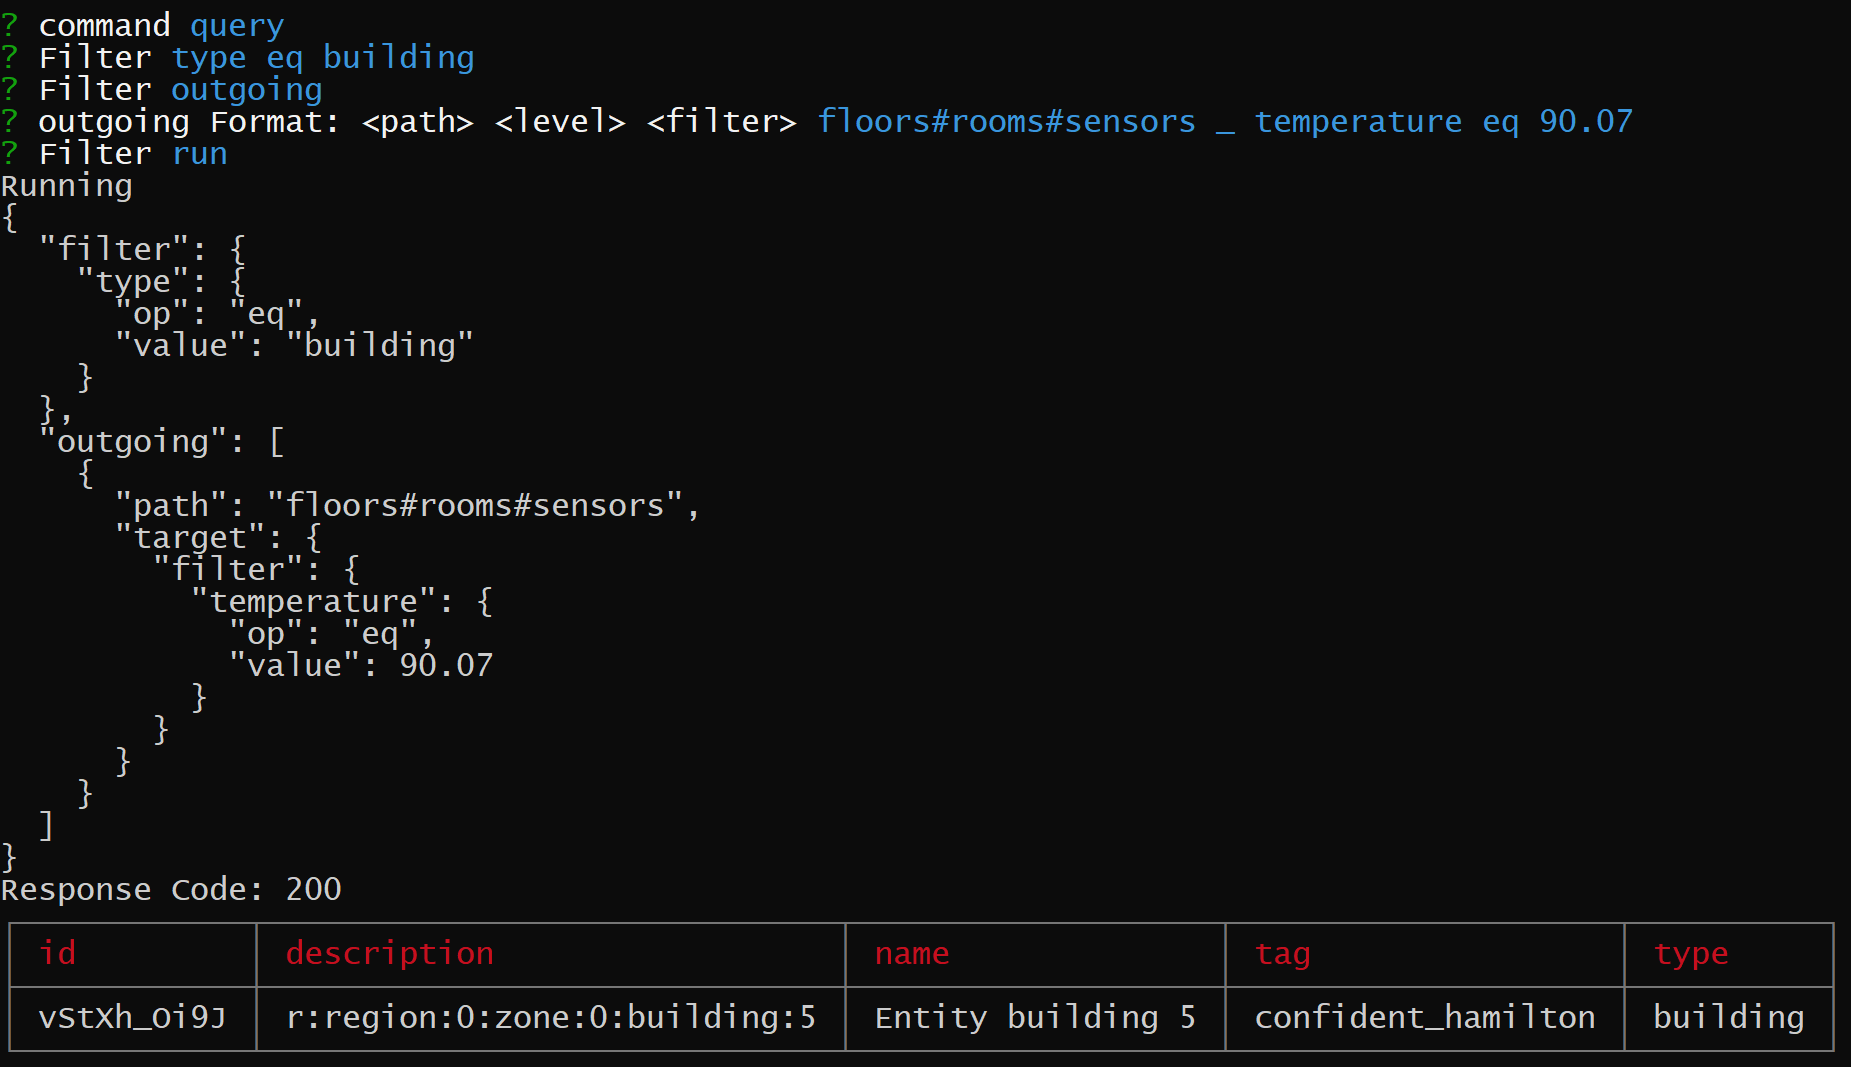 ? command query
? Filter type eq building
? Filter outgoing
? outgoing Format: <path> <level> <filter> floors#rooms#sensors _ temperature eq 90.07
? Filter run
Running
{
  "filter": {
    "type": {
      "op": "eq",
      "value": "building"
    }
  },
  "outgoing": [
    {
      "path": "floors#rooms#sensors",
      "target": {
        "filter": {
          "temperature": {
            "op": "eq",
            "value": 90.07
          }
        }
      }
    }
  ]
}
Response Code: 200
id description name tag type
vStXh_Oi9J r:region:0:zone:0:building:5 Entity building 5 confident_hamilton building